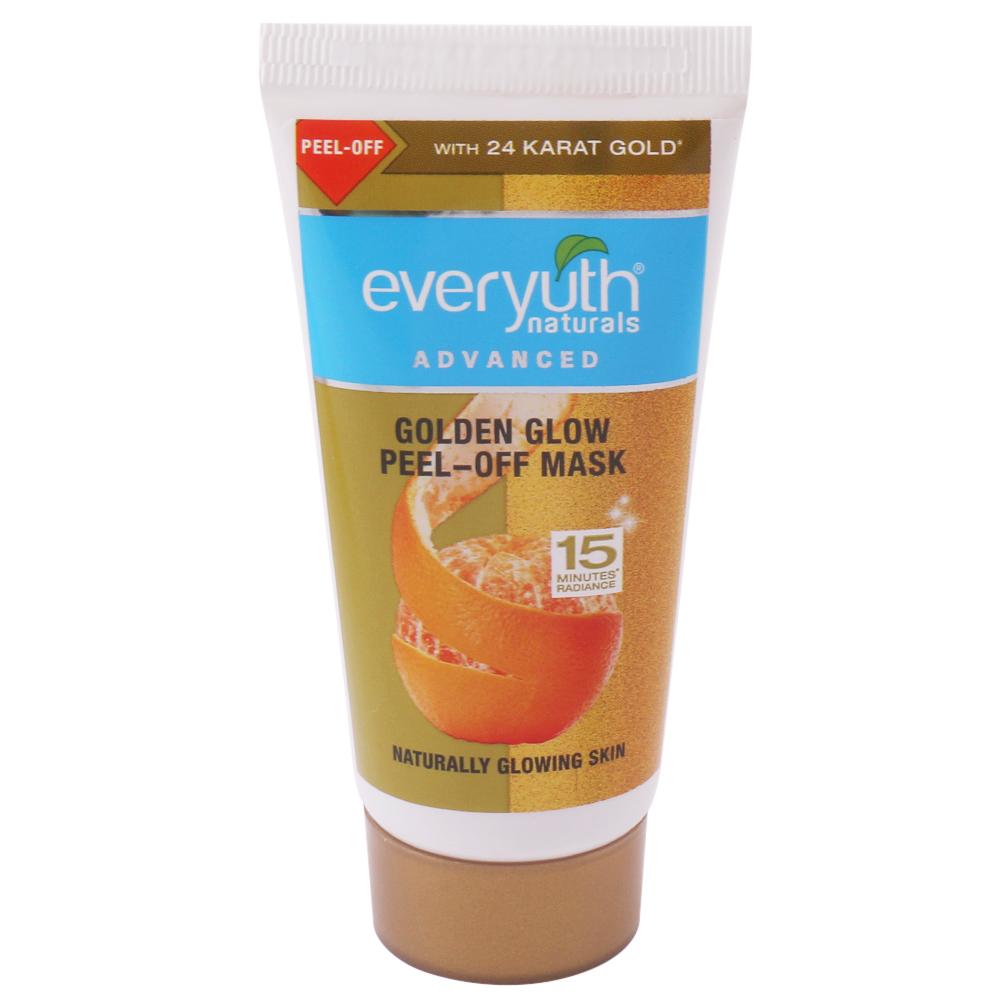 PEEL-OFF
WITH 24 KARAT GOLD*
everyuth®
naturals
ADVANCED
GOLDEN GLOW
PEEL-OFF MASK
15
MINUTES*
RADIANCE
NATURALLY GLOWING SKIN